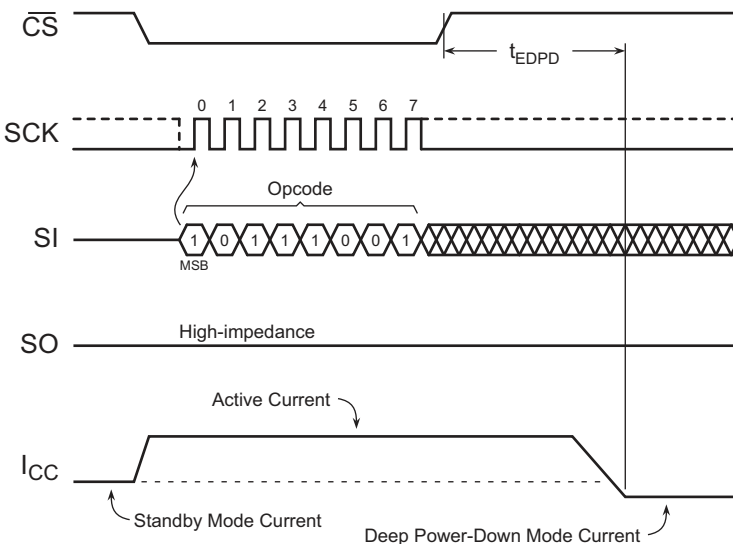 CS
tEDPD
0 1 2 3 4 5 6 7
SCK
Opcode
SI
1 0 1 1 1 0 0 1
MSB
High-impedance
SO
Active Current
ICC
Standby Mode Current
Deep Power-Down Mode Current